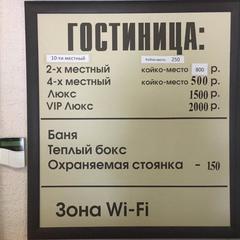 ГОСТИНИЦА:
10-ти местный Койко-место 250
2-х местный койко-место 800 р.
4-х местный койко-место 500 р.
Люкс 1500 р.
VIP Люкс 2000 р.
Баня
Теплый бокс
Охраняемая стоянка - 150
Зона Wi-Fi